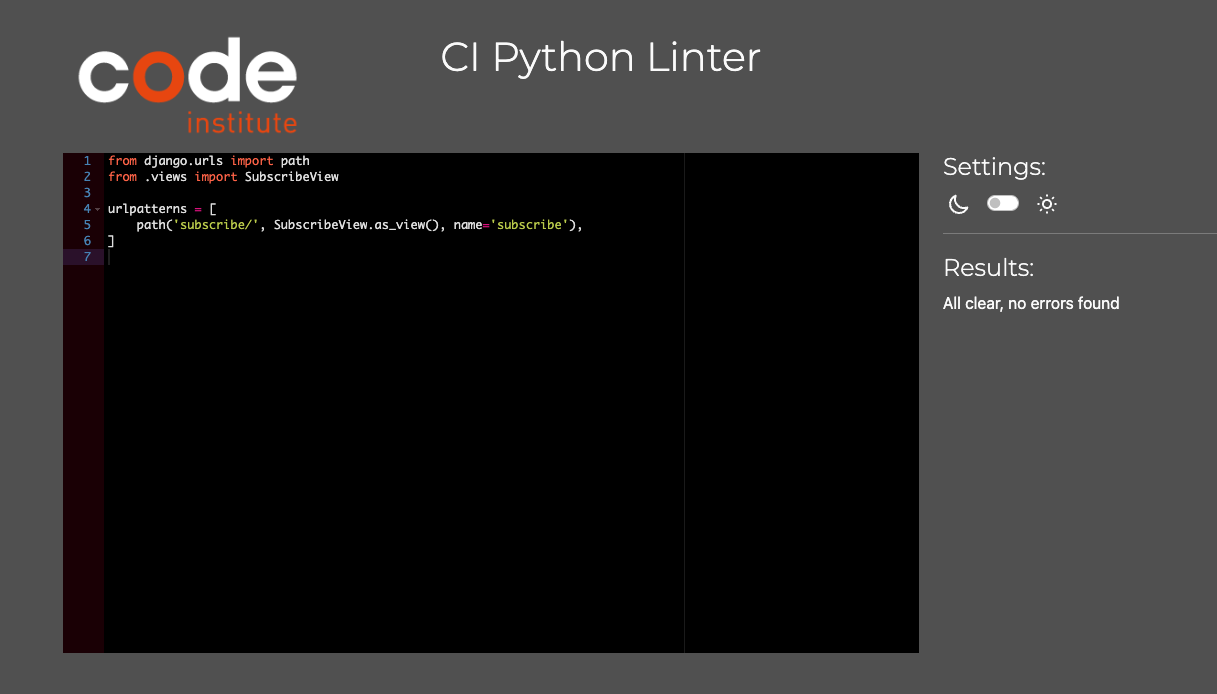 code
institute
CI Python Linter
1 from django.urls import path
2 from .views import SubscribeView
3
4 urlpatterns = [
5     path('subscribe/', SubscribeView.as_view(), name='subscribe'),
6 ]
7
Settings:
Results:
All clear, no errors found